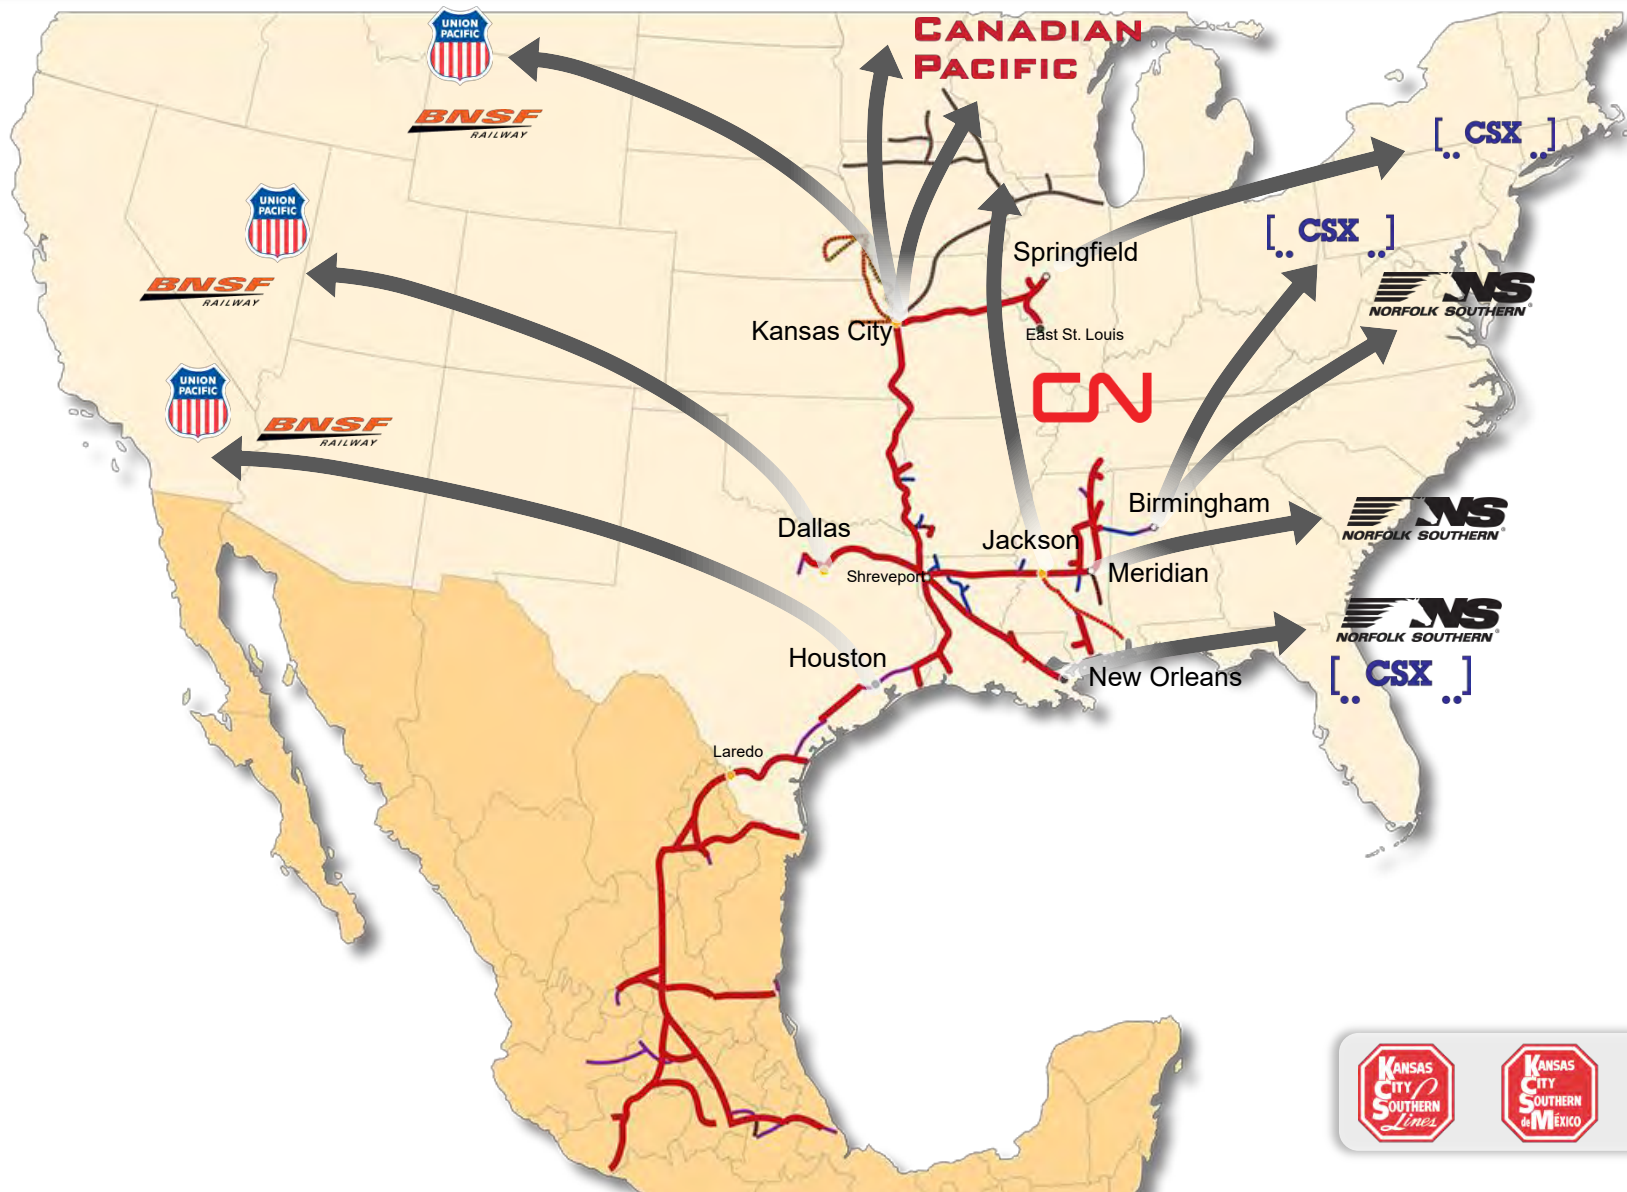 UNION
PACIFIC
CANADIAN
PACIFIC
BNSF
RAILWAY
CSX
UNION
PACIFIC
CSX
Springfield
BNSF
RAILWAY
NS
NORFOLK SOUTHERN
Kansas City
East St. Louis
UNION
PACIFIC
CN
BNSF
RAILWAY
Birmingham
NS
NORFOLK SOUTHERN
Dallas
Jackson
Shreveport
Meridian
NS
NORFOLK SOUTHERN
Houston
New Orleans
CSX
Laredo
KANSAS
CITY
SOUTHERN
Lines
KANSAS
CITY
SOUTHERN
de MÉXICO